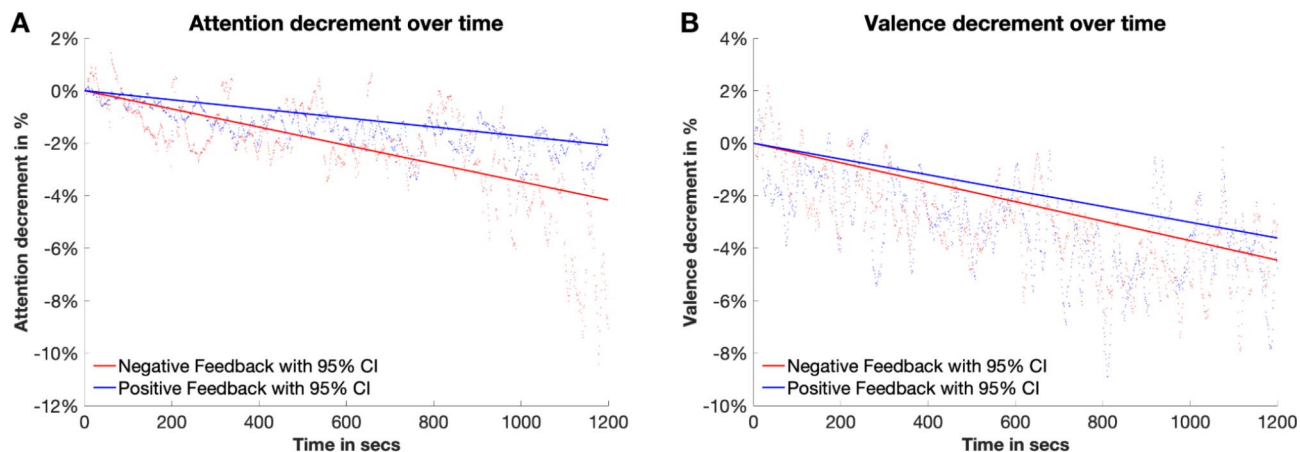 A
Attention decrement over time
Attention decrement in %
2%
0%
-2%
-4%
-6%
-8%
-10%
-12%
Negative Feedback with 95% CI
Positive Feedback with 95% CI
0 200 400 600 800 1000 1200
Time in secs
B
Valence decrement over time
Valence decrement in %
4%
2%
0%
-2%
-4%
-6%
-8%
-10%
Negative Feedback with 95% CI
Positive Feedback with 95% CI
0 200 400 600 800 1000 1200
Time in secs